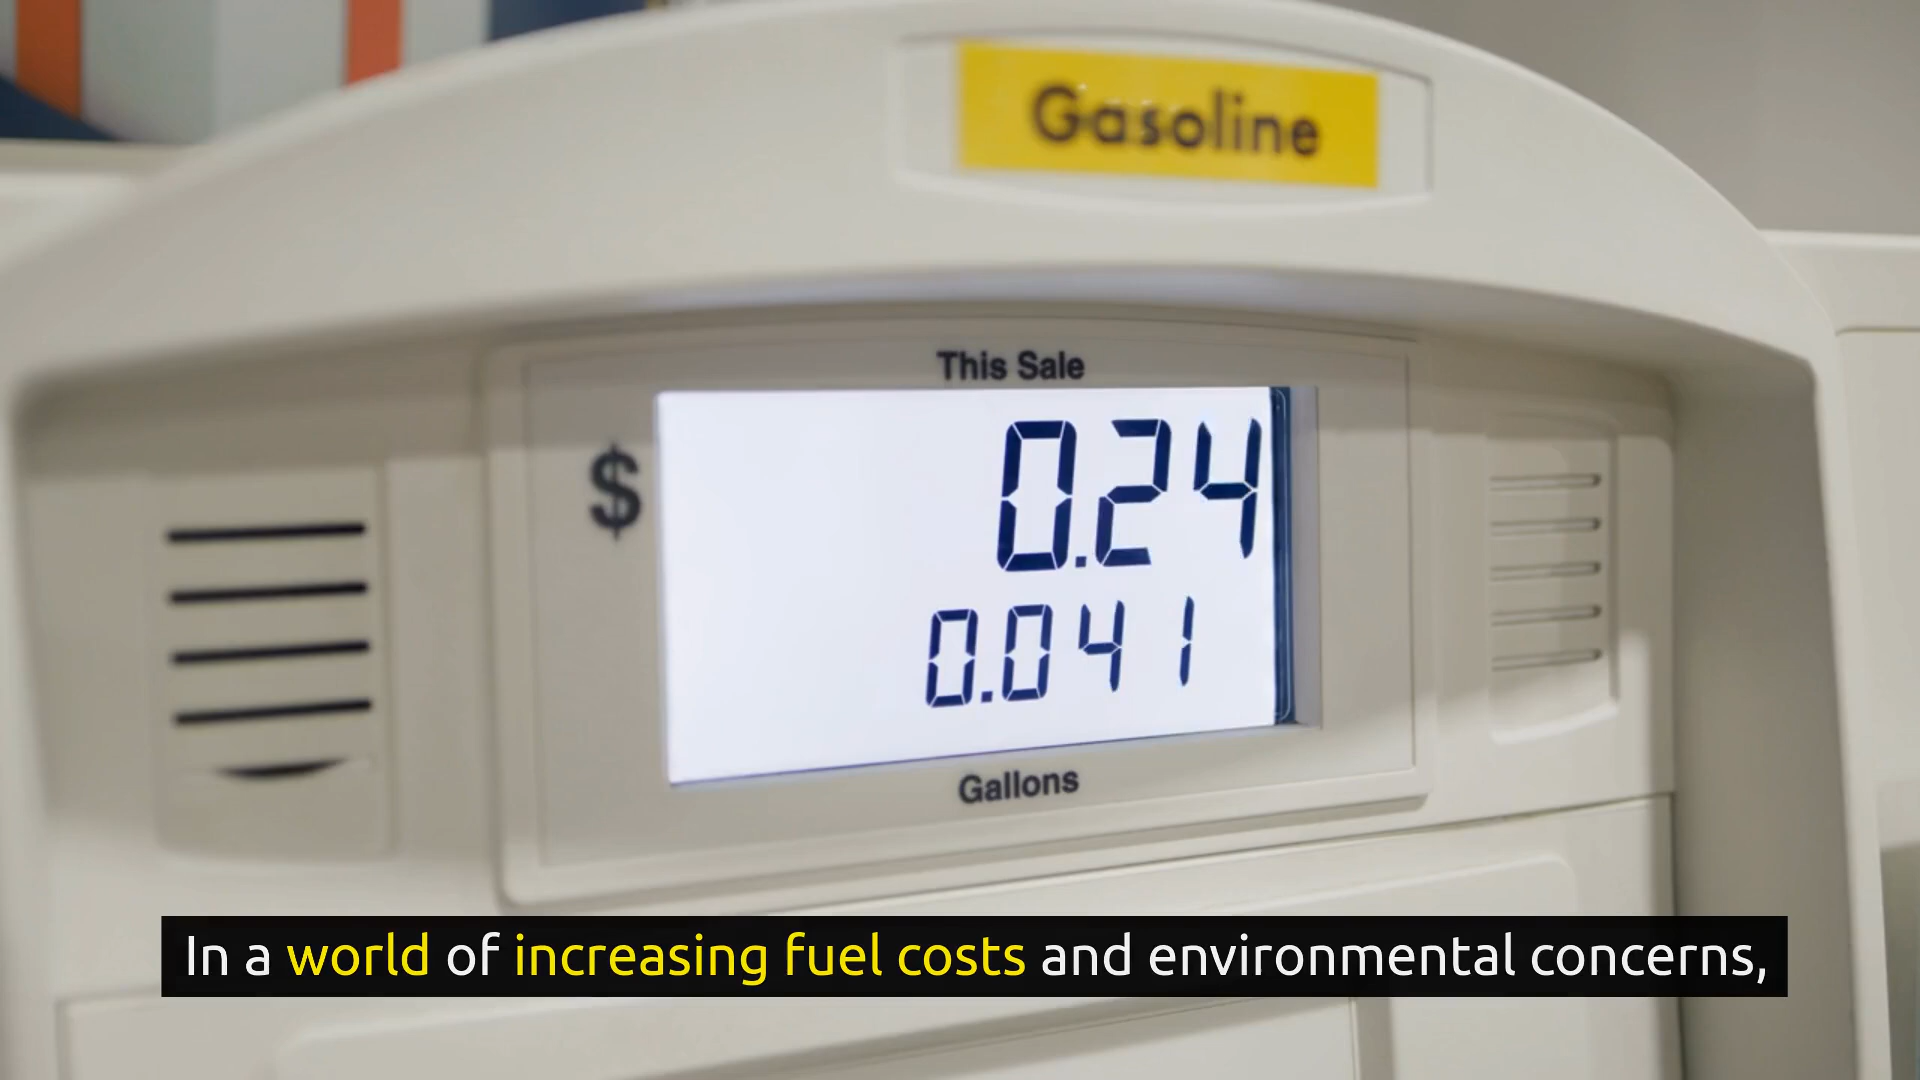 Gasoline
This Sale
$
0.24
0.041
Gallons
In a world of increasing fuel costs and environmental concerns,